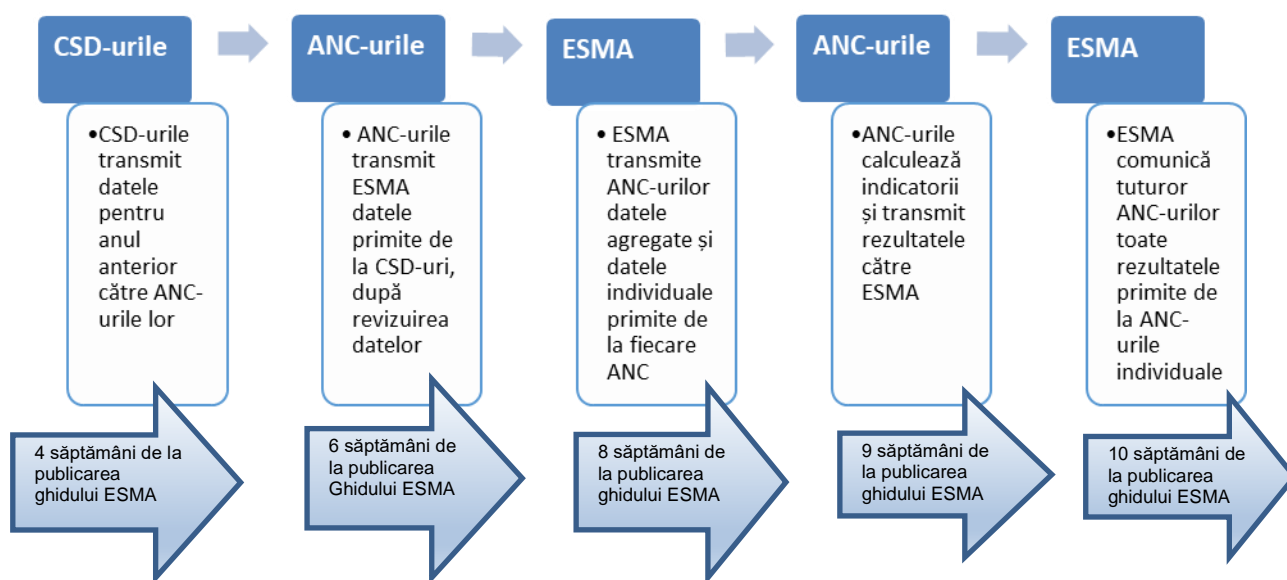 CSD-urile
ANC-urile
ESMA
ANC-urile
ESMA
•CSD-urile
transmit
datele
pentru
anul
anterior
către ANC-
urile lor
• ANC-urile
transmit
ESMA
datele
primite de
la CSD-uri,
după
revizuirea
datelor
• ESMA
transmite
ANC-urilor
datele
agregate și
datele
individuale
primite de
la fiecare
ANC
•ANC-urile
calculează
indicatorii
și transmit
rezultatele
către
ESMA
•ESMA
comunică
tuturor
ANC-urilor
toate
rezultatele
primite de
la ANC-
urile
individuale
4 săptămâni de la
publicarea
ghidului ESMA
6 săptămâni de
la publicarea
Ghidului ESMA
8 săptămâni de
la publicarea
ghidului ESMA
9 săptămâni de
la publicarea
ghidului ESMA
10 săptămâni de
la publicarea
ghidului ESMA